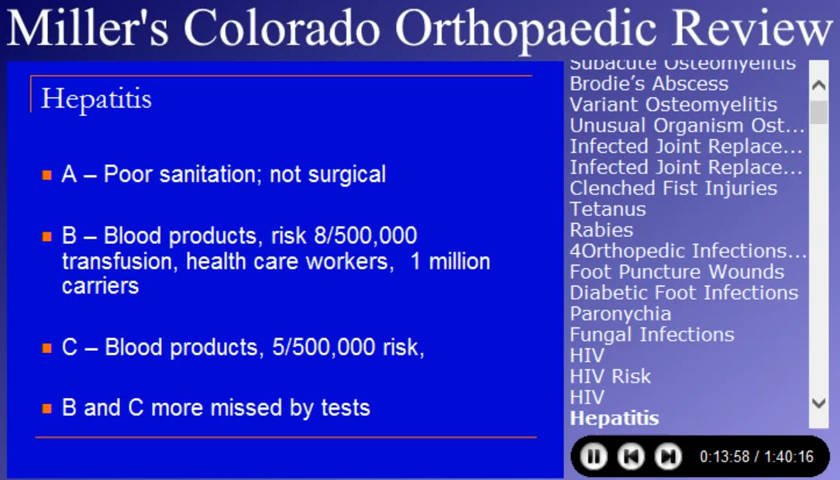 Miller's Colorado Orthopaedic Review
Hepatitis
A – Poor sanitation; not surgical
B – Blood products, risk 8/500,000
transfusion, health care workers, 1 million
carriers
C – Blood products, 5/500,000 risk,
B and C more missed by tests
Subacute Osteomyelitis
Brodie's Abscess
Variant Osteomyelitis
Unusual Organism Ost...
Infected Joint Replace...
Infected Joint Replace...
Clenched Fist Injuries
Tetanus
Rabies
4Orthopedic Infections...
Foot Puncture Wounds
Diabetic Foot Infections
Paronychia
Fungal Infections
HIV
HIV Risk
HIV
Hepatitis
0:13:58 / 1:40:16